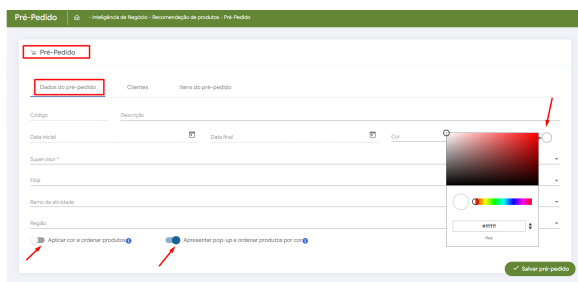 Pré-Pedido - Inteligência de Negócio - Recomendação de produtos - Pré-Pedido
Pré-Pedido
Dados do pré-pedido Clientes Itens do pré-pedido
Código Descrição
Data inicial Data final Cor
Supervisor *
Filial
Ramo de atividade
Região
#ffffff
Hex
Aplicar cor e ordenar produtos Apresentar pop-up e ordenar produtos por cor
Salvar pré-pedido